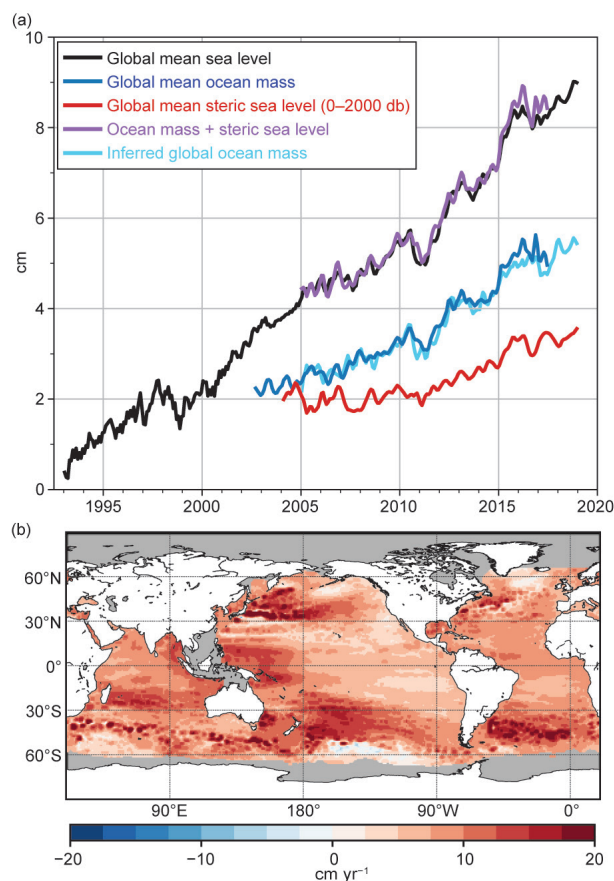 (a)
10
8
6
4
2
0
cm
Global mean sea level
Global mean ocean mass
Global mean steric sea level (0–2000 db)
Ocean mass + steric sea level
Inferred global ocean mass
1995 2000 2005 2010 2015 2020
(b)
60°N
30°N
0°
30°S
60°S
90°E 180° 90°W 0°
−20 −10 0 10 20
cm yr⁻¹